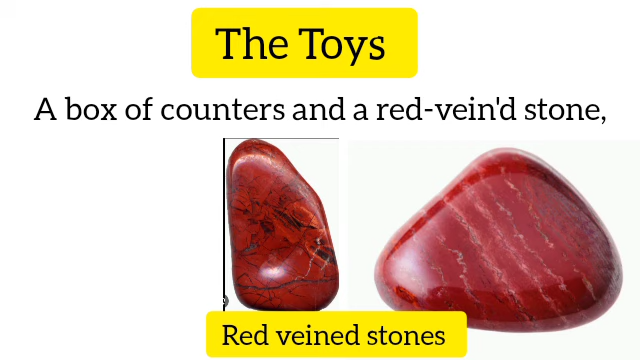 The Toys
A box of counters and a red-vein'd stone,
Red veined stones